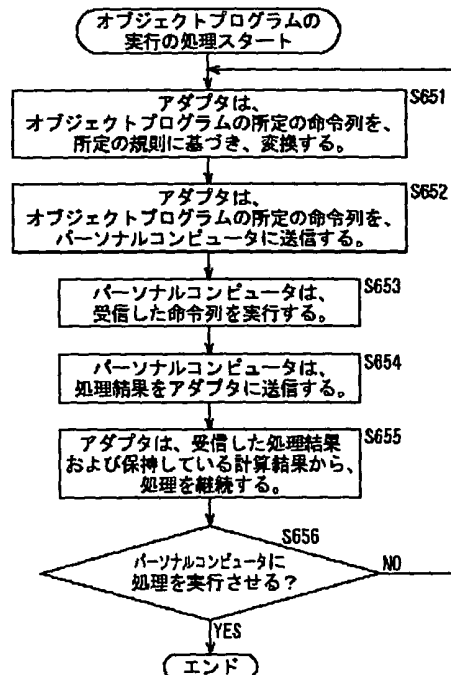 オブジェクトプログラムの
実行の処理スタート
S651
アダプタは、
オブジェクトプログラムの所定の命令列を、
所定の規則に基づき、変換する。
S652
アダプタは、
オブジェクトプログラムの所定の命令列を、
パーソナルコンピュータに送信する。
S653
パーソナルコンピュータは、
受信した命令列を実行する。
S654
パーソナルコンピュータは、
処理結果をアダプタに送信する。
S655
アダプタは、受信した処理結果
および保持している計算結果から、
処理を継続する。
S656
パーソナルコンピュータに
処理を実行させる?
NO
YES
エンド